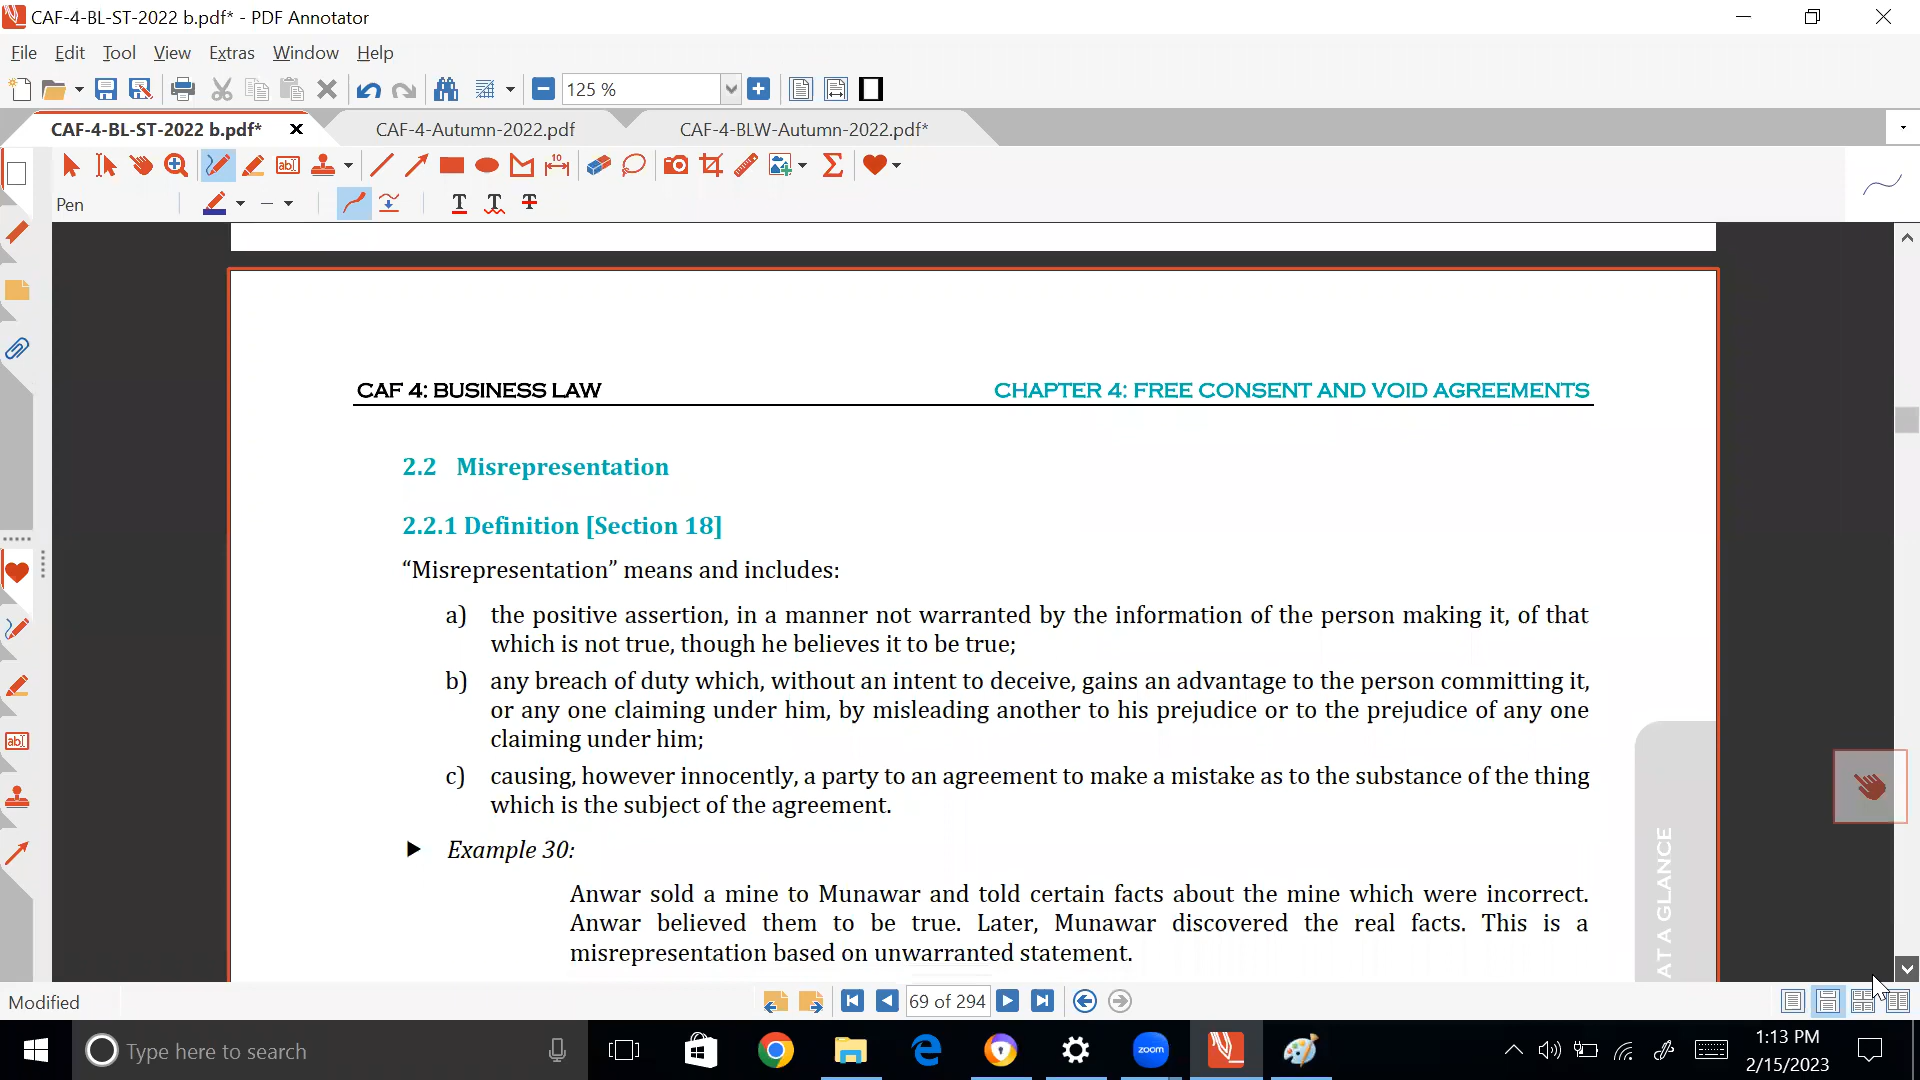 CAF-4-BL-ST-2022 b.pdf* - PDF Annotator
File Edit Tool View Extras Window Help
125 %
CAF-4-BL-ST-2022 b.pdf* CAF-4-Autumn-2022.pdf CAF-4-BLW-Autumn-2022.pdf*
Pen
CAF 4: BUSINESS LAW CHAPTER 4: FREE CONSENT AND VOID AGREEMENTS
2.2 Misrepresentation
2.2.1 Definition [Section 18]
“Misrepresentation” means and includes:
a) the positive assertion, in a manner not warranted by the information of the person making it, of that
which is not true, though he believes it to be true;
b) any breach of duty which, without an intent to deceive, gains an advantage to the person committing it,
or any one claiming under him, by misleading another to his prejudice or to the prejudice of any one
claiming under him;
c) causing, however innocently, a party to an agreement to make a mistake as to the substance of the thing
which is the subject of the agreement.
Example 30:
Anwar sold a mine to Munawar and told certain facts about the mine which were incorrect.
Anwar believed them to be true. Later, Munawar discovered the real facts. This is a
misrepresentation based on unwarranted statement.
AT A GLANCE
Modified
69 of 294
Type here to search
zoom
1:13 PM
2/15/2023